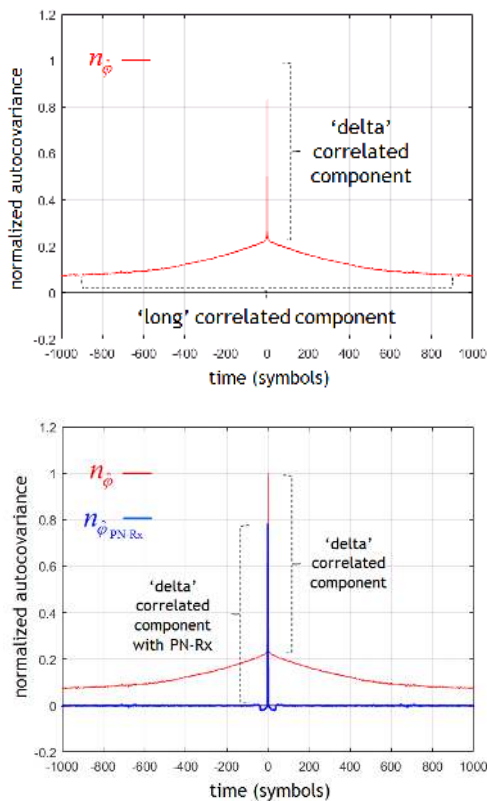 1.2
n_φ̂
1
0.8
0.6
0.4
0.2
0
0.2
normalized autocovariance
‘delta’
correlated
component
‘long’ correlated component
-1000 -800 -600 -400 -200 0 200 400 600 800 1000
time (symbols)
1.2
n_φ̂
1
n_φ̂ PN-Rx
0.8
0.6
0.4
0.2
0
-0.2
normalized autocovariance
‘delta’
correlated
component
‘delta’
correlated
component
with PN-Rx
-1000 -800 -600 -400 -200 0 200 400 600 800 1000
time (symbols)